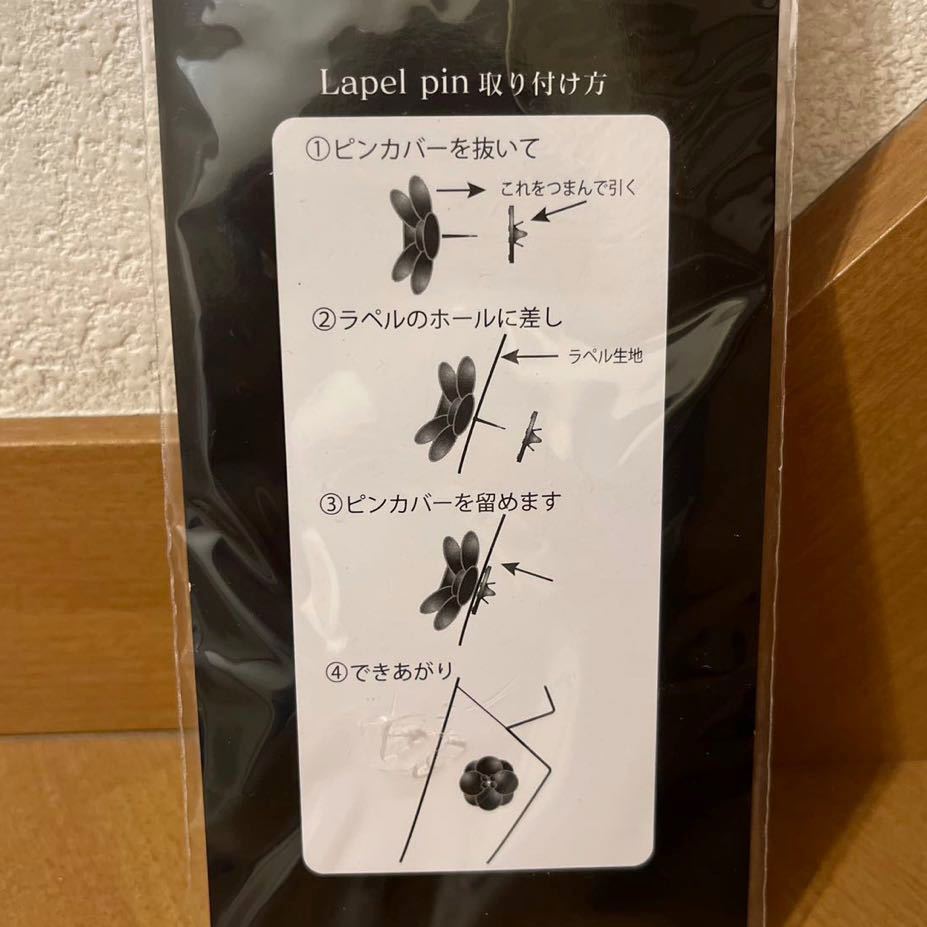 Lapel pin 取り付け方
①ピンカバーを抜いて
これをつまんで引く
②ラペルのホールに差し
ラペル生地
③ピンカバーを留めます
④できあがり